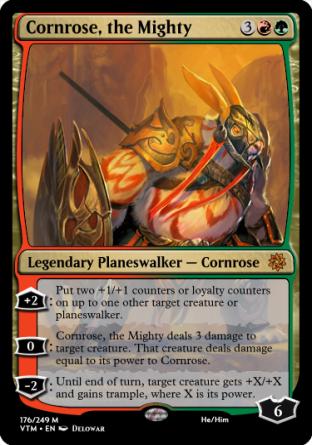 Cornrose, the Mighty 3
Legendary Planeswalker — Cornrose
+2: Put two +1/+1 counters or loyalty counters
on up to one other target creature or
planeswalker.
0: Cornrose, the Mighty deals 3 damage to
target creature. That creature deals damage
equal to its power to Cornrose.
-2: Until end of turn, target creature gets +X/+X
and gains trample, where X is its power.
6
176/249 M
VTM • EN DELOWAR
He/Him